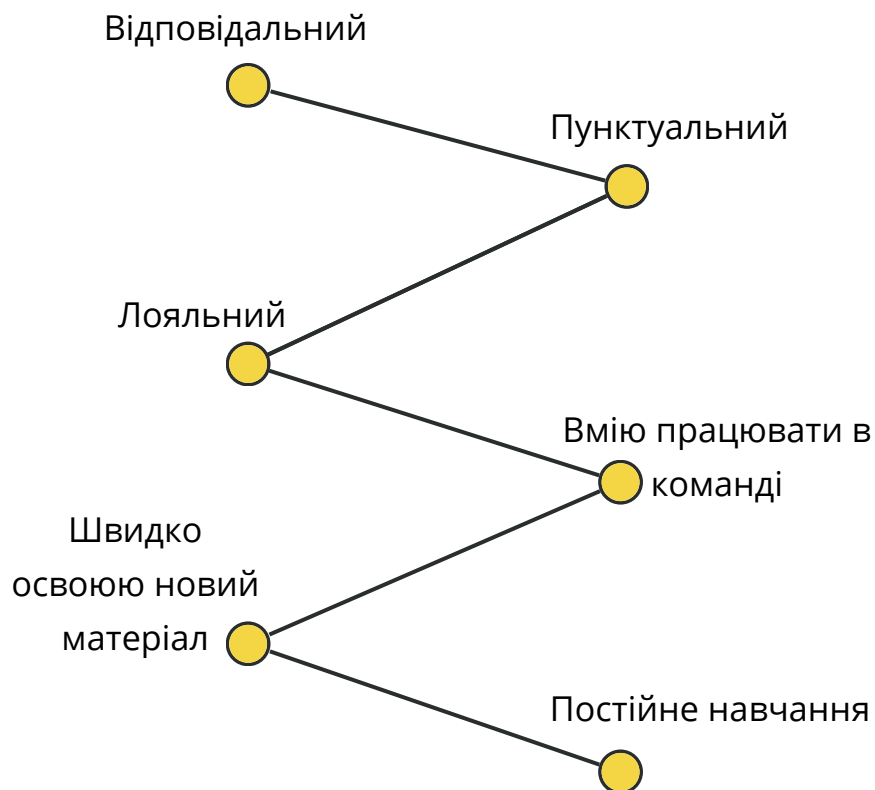 Відповідальний
Пунктуальний
Лояльний
Вмію працювати в
команді
Швидко
освоюю новий
матеріал
Постійне навчання